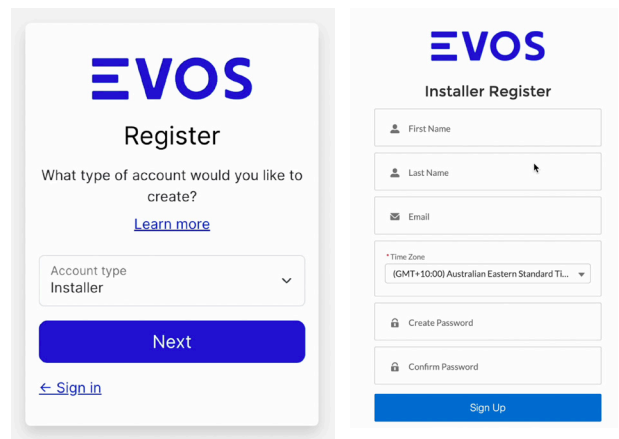 EVOS
Register
What type of account would you like to
create?
Learn more
Account type
Installer
Next
← Sign in
EVOS
Installer Register
First Name
Last Name
Email
*Time Zone
(GMT+10:00) Australian Eastern Standard Ti...
Create Password
Confirm Password
Sign Up